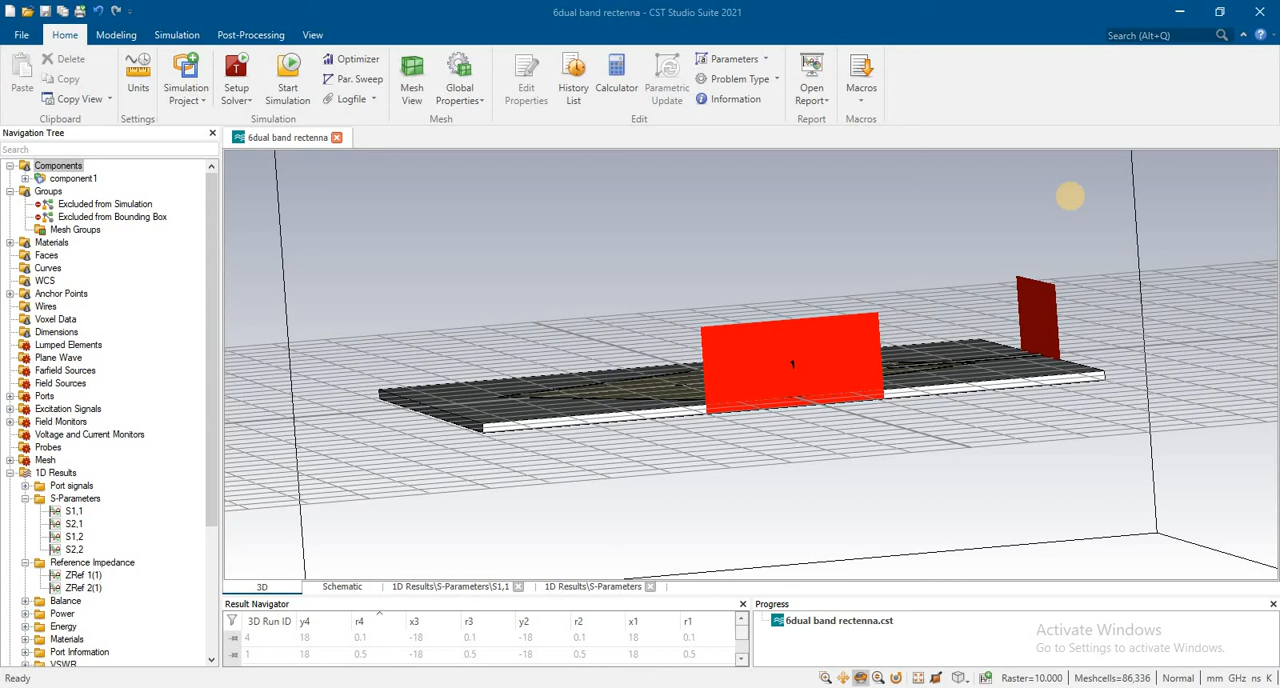 6dual band rectenna - CST Studio Suite 2021
File Home Modeling Simulation Post-Processing View Search (Alt+Q)
Paste Delete Copy Copy View Clipboard
Units Settings
Simulation Project Setup Solver Start Simulation Optimizer Par. Sweep Logfile Simulation
Mesh View Global Properties Mesh
Edit Properties History List Calculator Parametric Update Parameters Problem Type Information Edit
Open Report Report
Macros Macros
Navigation Tree
Search
Components
component1
Groups
Excluded from Simulation
Excluded from Bounding Box
Mesh Groups
Materials
Faces
Curves
WCS
Anchor Points
Wires
Voxel Data
Dimensions
Lumped Elements
Plane Wave
Farfield Sources
Field Sources
Ports
Excitation Signals
Field Monitors
Voltage and Current Monitors
Probes
Mesh
1D Results
Port signals
S-Parameters
S1,1
S2,1
S1,2
S2,2
Reference Impedance
ZRef 1(1)
ZRef 2(1)
Balance
Power
Energy
Materials
Port Information
VSWR
6dual band rectenna
1
3D Schematic 1D Results\S-Parameters\S1,1 1D Results\S-Parameters
Result Navigator
3D Run ID y4 r4 x3 r3 y2 r2 x1 r1
4 18 0.1 -18 0.1 -18 0.1 18 0.1
1 18 0.5 -18 0.5 -18 0.5 18 0.5
Progress
6dual band rectenna.cst
Activate Windows
Go to Settings to activate Windows.
Ready Raster=10.000 Meshcells=86,336 Normal mm GHz ns K